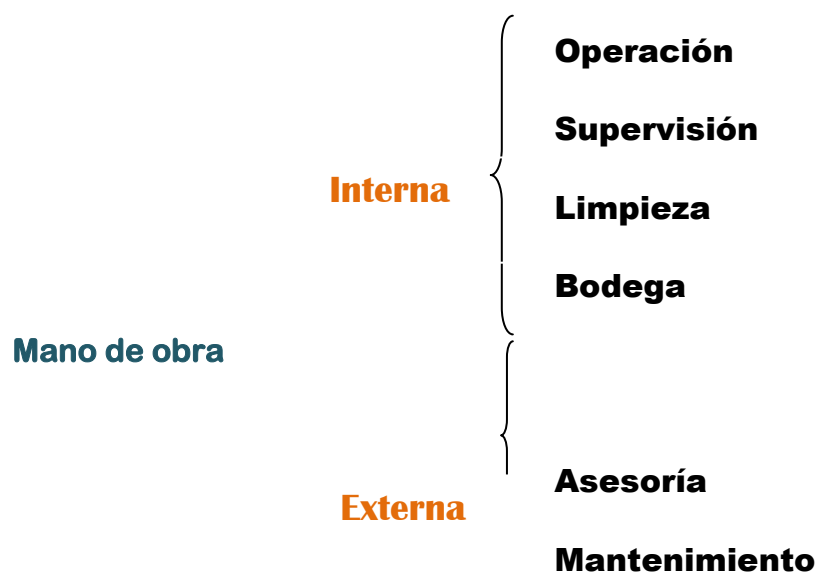 Operación
Supervisión
Interna
Limpieza
Bodega
Mano de obra
Asesoría
Externa
Mantenimiento